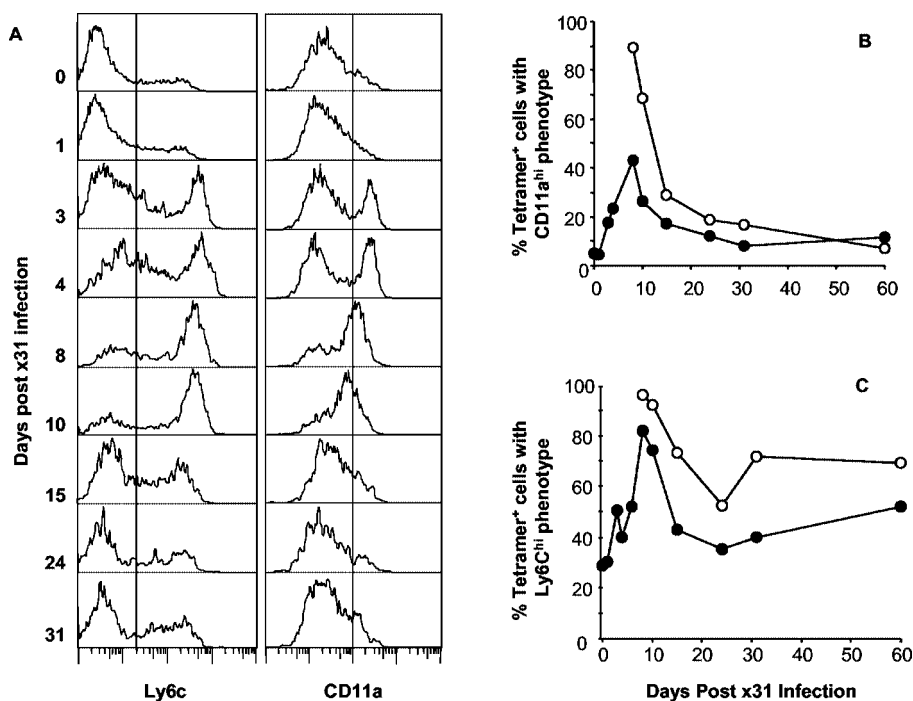 A
Days post x31 infection
0
1
3
4
8
10
15
24
31
Ly6c
CD11a
B
% Tetramer+ cells with
CD11ahi phenotype
100
80
60
40
20
0
0 10 20 30 40 50 60
C
% Tetramer+ cells with
Ly6Chi phenotype
100
80
60
40
20
0
0 10 20 30 40 50 60
Days Post x31 Infection